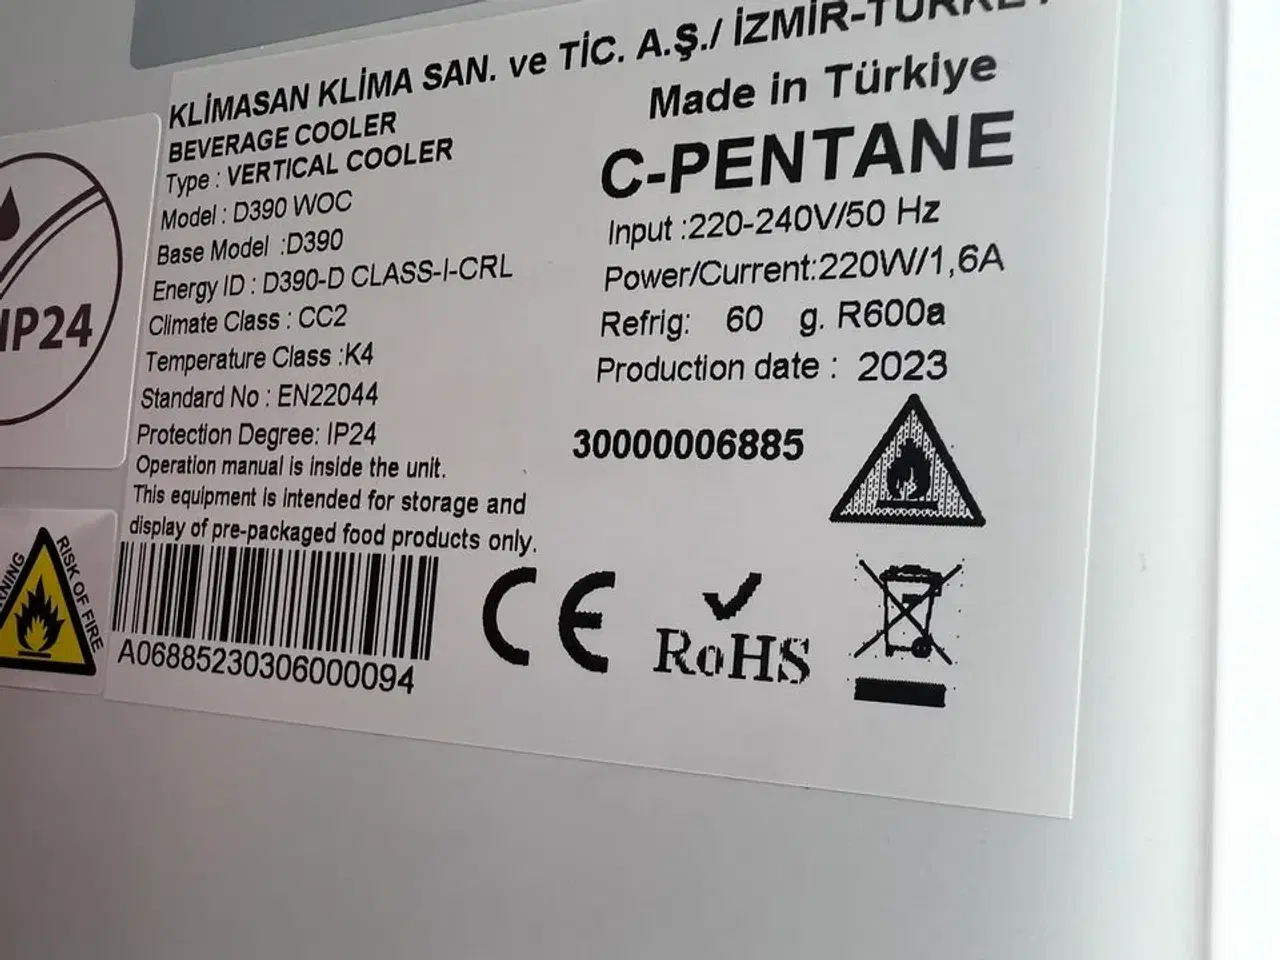 KLİMASAN KLİMA SAN. ve TİC. A.Ş./ İZMİR-TÜRKEY
BEVERAGE COOLER
Type : VERTICAL COOLER
Model : D390 WOC
Base Model :D390
Energy ID : D390-D CLASS-I-CRL
Climate Class : CC2
Temperature Class :K4
Standard No : EN22044
Protection Degree: IP24
Operation manual is inside the unit.
This equipment is intended for storage and
display of pre-packaged food products only.
A06885230306000094
Made in Türkiye
C-PENTANE
Input :220-240V/50 Hz
Power/Current:220W/1,6A
Refrig: 60 g. R600a
Production date : 2023
30000006885
CE
RoHS
IP24
RISK OF FIRE